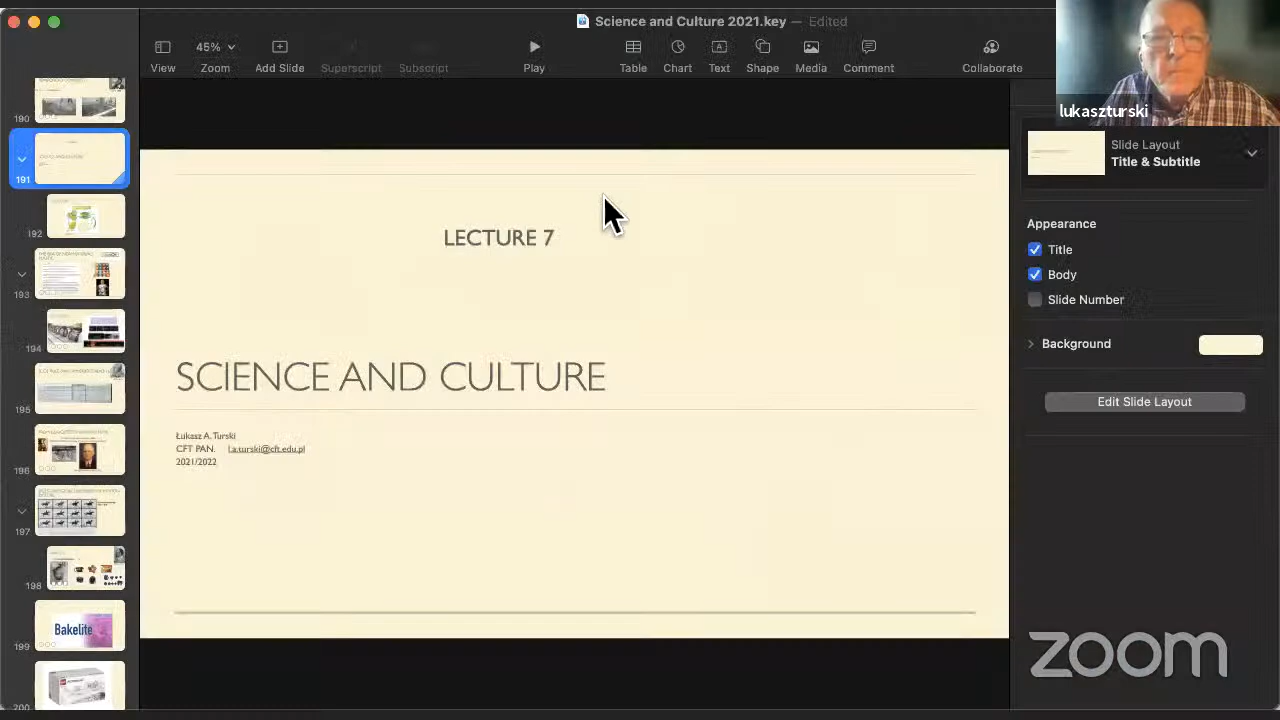 Science and Culture 2021.key — Edited
45%
View
Zoom
Add Slide
Superscript
Subscript
Play
Table
Chart
Text
Shape
Media
Comment
Collaborate
lukaszturski
190
191
192
193
194
195
196
197
198
199
Bakelite
200
LECTURE 7
SCIENCE AND CULTURE
Łukasz A. Turski
CFT PAN. l.a.turski@cft.edu.pl
2021/2022
Slide Layout
Title & Subtitle
Appearance
Title
Body
Slide Number
Background
Edit Slide Layout
zoom